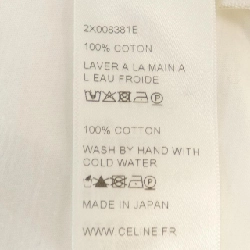 2X008381E
100% COTON
LAVER A LA MAIN A
L'EAU FROIDE
100% COTTON
WASH BY HAND WITH
COLD WATER
MADE IN JAPAN
WWW.CELINE.FR